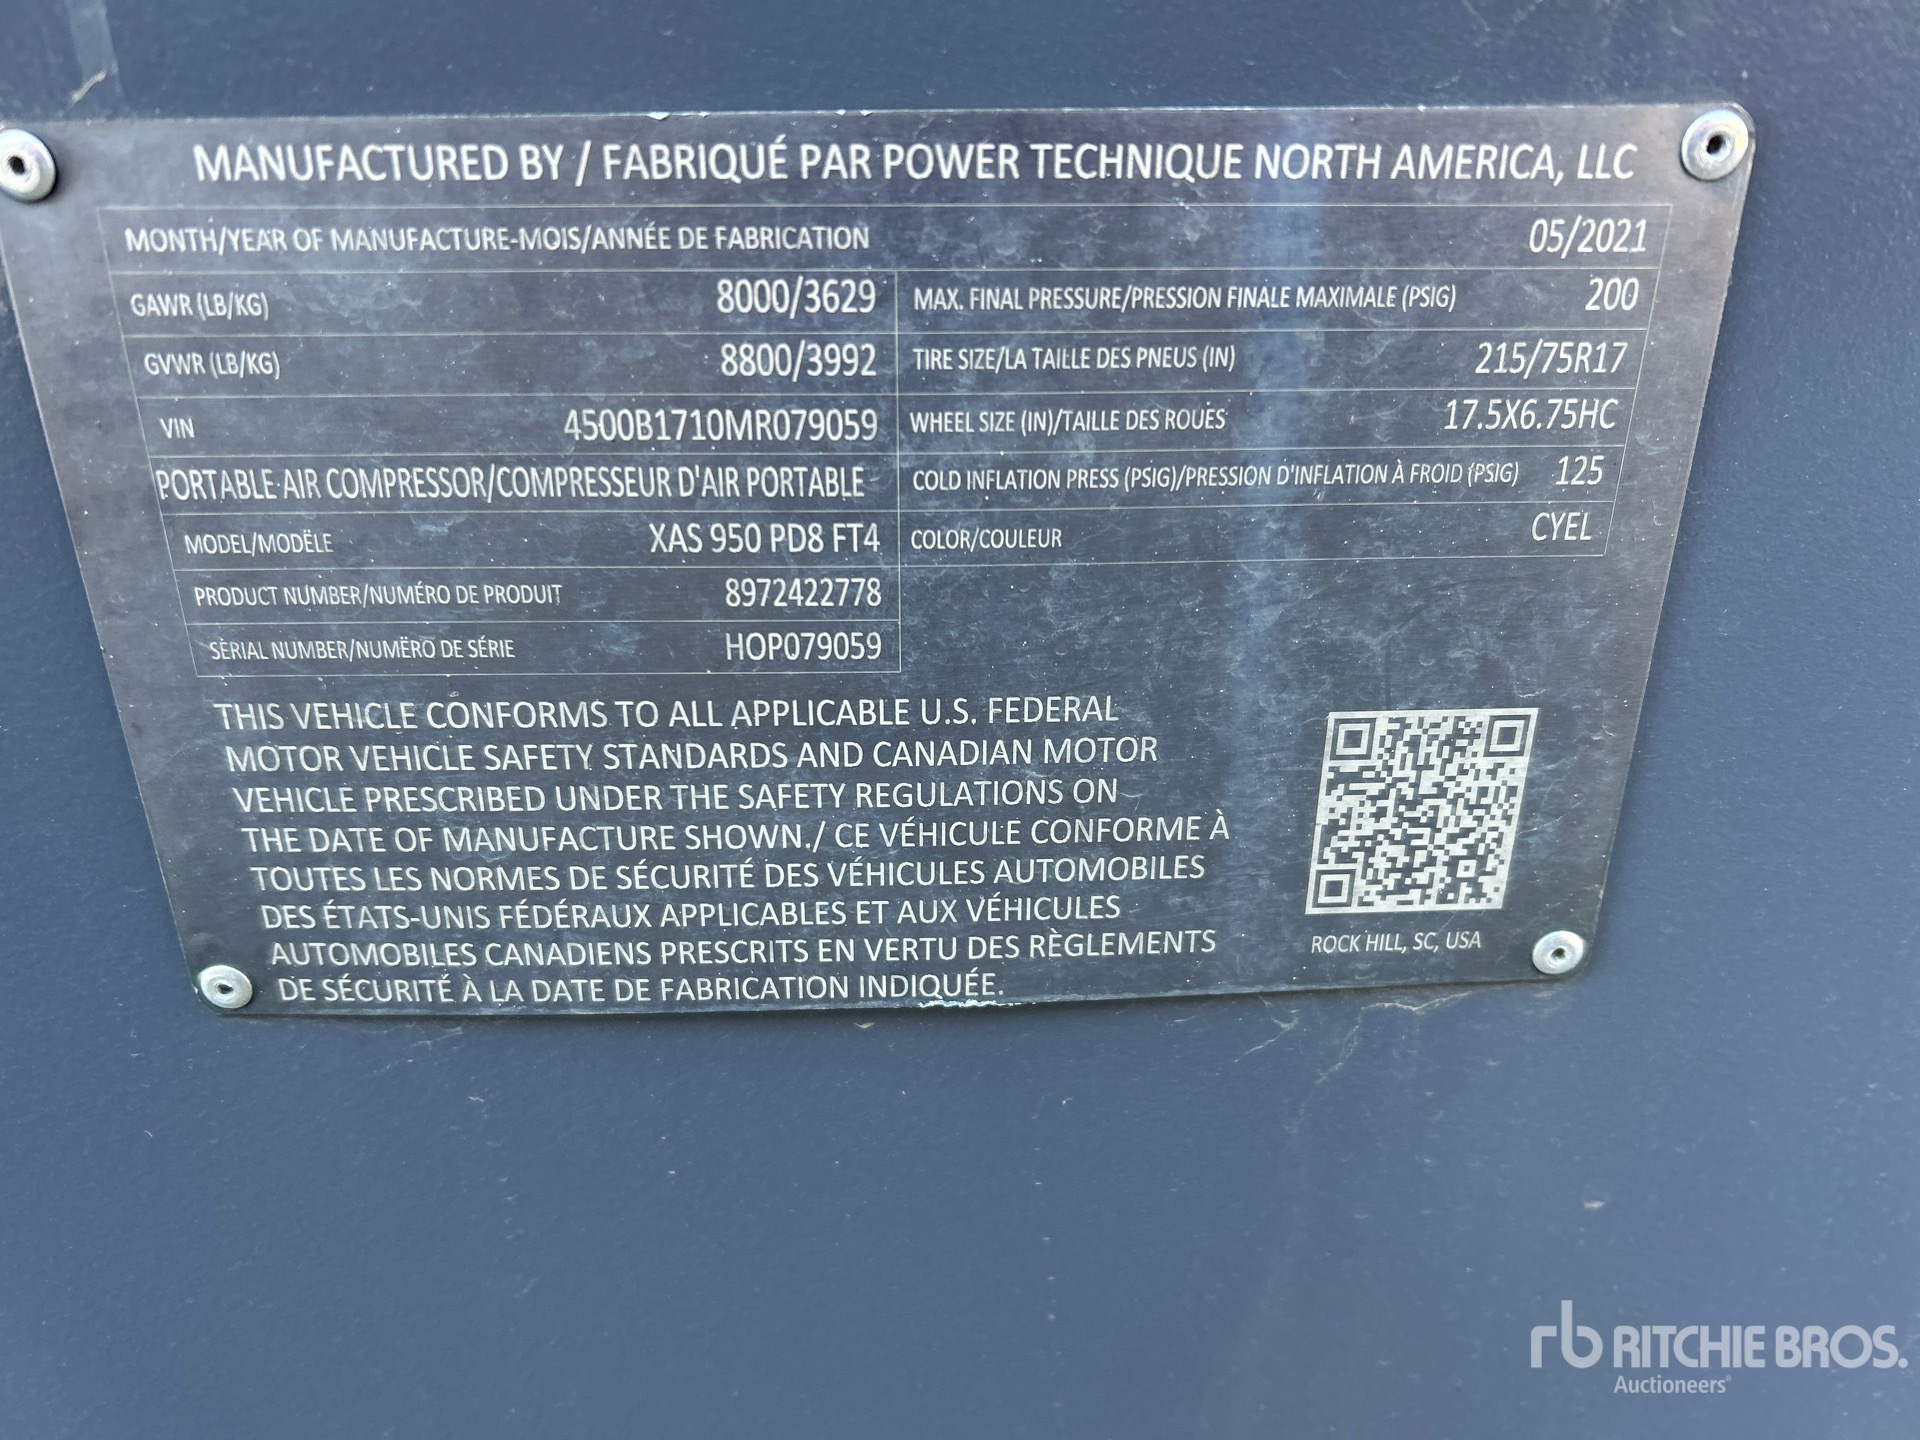 MANUFACTURED BY / FABRIQUÉ PAR POWER TECHNIQUE NORTH AMERICA, LLC
MONTH/YEAR OF MANUFACTURE-MOIS/ANNÉE DE FABRICATION 05/2021
GAWR (LB/KG) 8000/3629 MAX. FINAL PRESSURE/PRESSION FINALE MAXIMALE (PSIG) 200
GVWR (LB/KG) 8800/3992 TIRE SIZE/LA TAILLE DES PNEUS (IN) 215/75R17
VIN 4500B1710MR079059 WHEEL SIZE (IN)/TAILLE DES ROUES 17.5X6.75HC
PORTABLE AIR COMPRESSOR/COMPRESSEUR D'AIR PORTABLE COLD INFLATION PRESS (PSIG)/PRESSION D'INFLATION À FROID (PSIG) 125
MODEL/MODËLE XAS 950 PD8 FT4 COLOR/COULEUR CYEL
PRODUCT NUMBER/NUMÉRO DE PRODUIT 8972422778
SERIAL NUMBER/NUMËRO DE SÉRIE HOP079059
THIS VEHICLE CONFORMS TO ALL APPLICABLE U.S. FEDERAL
MOTOR VEHICLE SAFETY STANDARDS AND CANADIAN MOTOR
VEHICLE PRESCRIBED UNDER THE SAFETY REGULATIONS ON
THE DATE OF MANUFACTURE SHOWN./ CE VÉHICULE CONFORME À
TOUTES LES NORMES DE SÉCURITÉ DES VÉHICULES AUTOMOBILES
DES ÉTATS-UNIS FÉDÉRAUX APPLICABLES ET AUX VÉHICULES
AUTOMOBILES CANADIENS PRESCRITS EN VERTU DES RÈGLEMENTS
DE SÉCURITÉ À LA DATE DE FABRICATION INDIQUÉE.
ROCK HILL, SC, USA
rb RITCHIE BROS.
Auctioneers